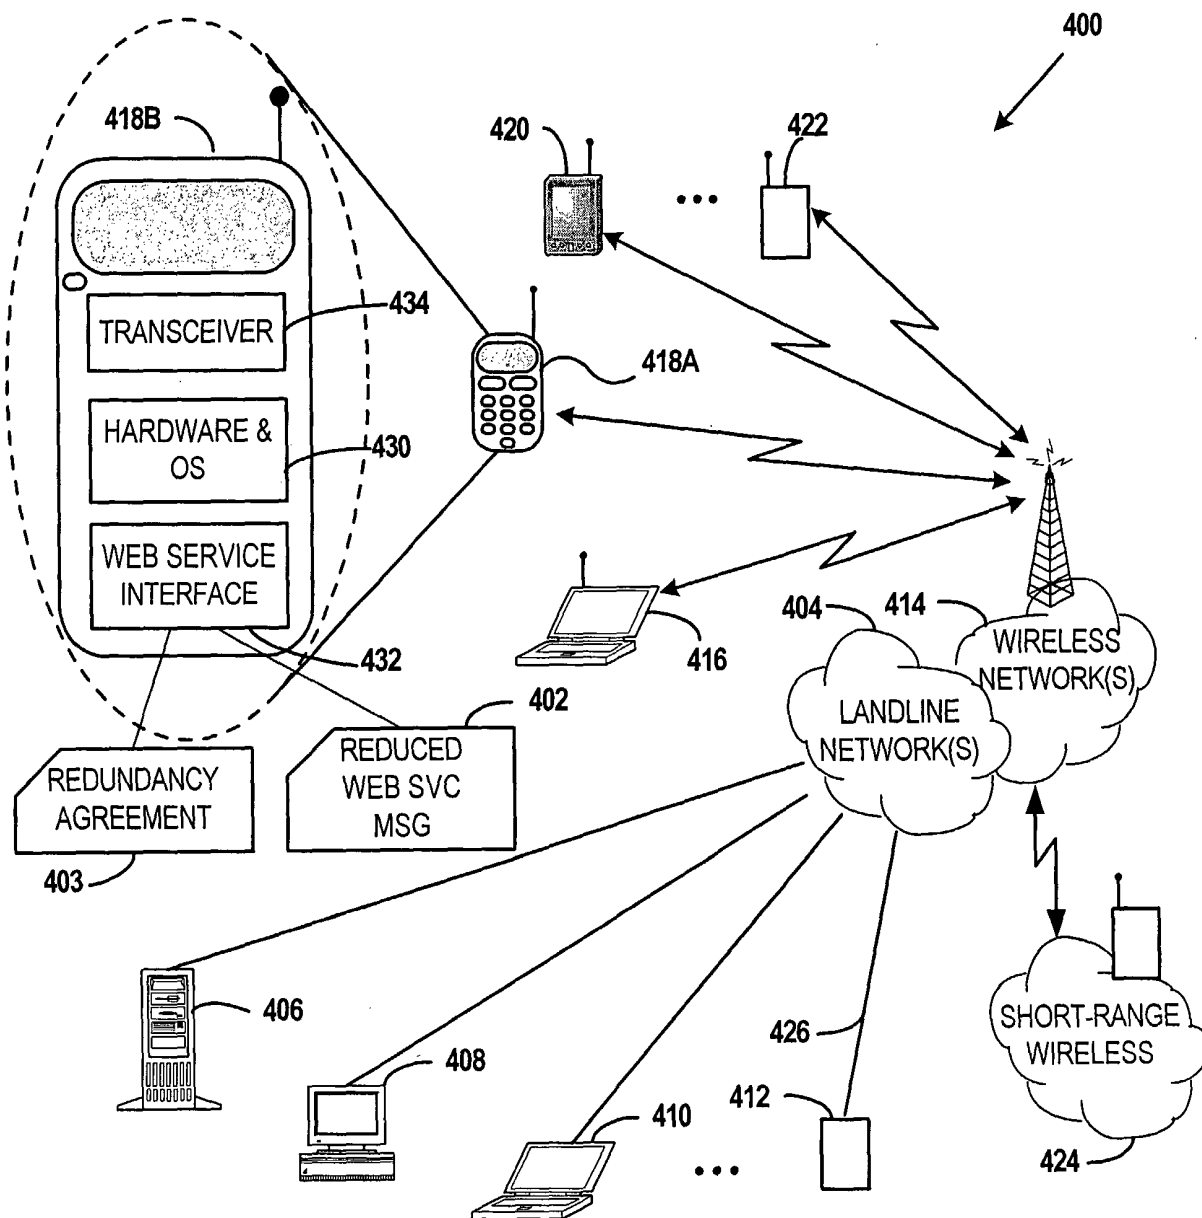 400
418B
420
422
TRANSCEIVER
434
418A
HARDWARE &
OS
430
WEB SERVICE
INTERFACE
432
416
404
414
WIRELESS
NETWORK(S)
LANDLINE
NETWORK(S)
402
REDUNDANCY
AGREEMENT
403
REDUCED
WEB SVC
MSG
406
408
410
426
412
SHORT-RANGE
WIRELESS
424